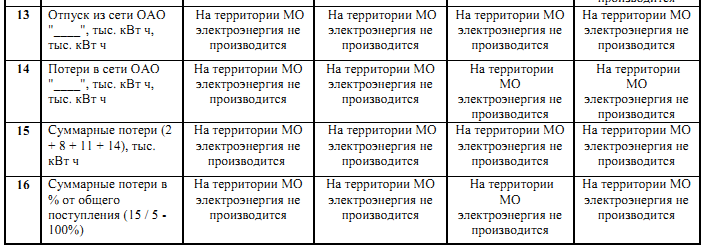 производится
13 Отпуск из сети ОАО На территории МО На территории МО На территории МО На территории МО
"____", тыс. кВт ч, электроэнергия не электроэнергия не электроэнергия не электроэнергия не
тыс. кВт ч производится производится производится производится
14 Потери в сети ОАО На территории МО На территории МО На территории На территории
"____", тыс. кВт ч, электроэнергия не электроэнергия не МО МО
тыс. кВт ч производится производится электроэнергия не электроэнергия не
производится производится
15 Суммарные потери (2 На территории МО На территории МО На территории МО На территории МО
+ 8 + 11 + 14), тыс. электроэнергия не электроэнергия не электроэнергия не электроэнергия не
кВт ч производится производится производится производится
16 Суммарные потери в На территории МО На территории МО На территории На территории МО
% от общего электроэнергия не электроэнергия не МО электроэнергия не
поступления (15 / 5 - производится производится электроэнергия не производится
100%) производится